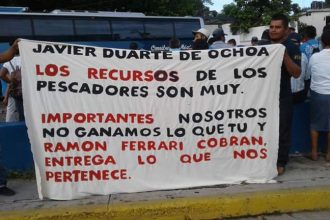 JAVIER DUARTE DE OCHOA
LOS RECURSOS DE LOS
PESCADORES SON MUY.
IMPORTANTES NOSOTROS
NO GANAMOS LO QUE TU Y
RAMON FERRARI COBRAN,
ENTREGA LO QUE NOS
PERTENECE.